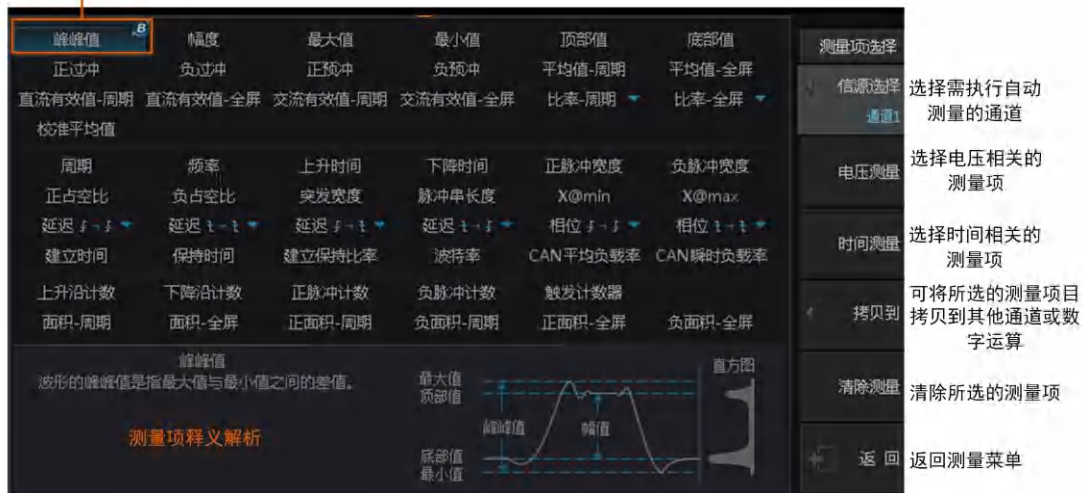 峰峰值 B 幅度 最大值 最小值 顶部值 底部值
正过冲 负过冲 正预冲 负预冲 平均值-周期 平均值-全屏
直流有效值-周期 直流有效值-全屏 交流有效值-周期 交流有效值-全屏 比率-周期 比率-全屏
校准平均值
周期 频率 上升时间 下降时间 正脉冲宽度 负脉冲宽度
正占空比 负占空比 突发宽度 脉冲串长度 X@min X@max
延迟 延迟 延迟 延迟 相位 相位
建立时间 保持时间 建立保持比率 波特率 CAN平均负载率 CAN瞬时负载率
上升沿计数 下降沿计数 正脉冲计数 负脉冲计数 触发计数器
面积-周期 面积-全屏 正面积-周期 负面积-周期 正面积-全屏 负面积-全屏
峰峰值
波形的峰峰值是指最大值与最小值之间的差值。
测量项释义解析
最大值
顶部值
峰峰值
幅值
底部值
最小值
直方图
测量项选择
信源选择
通道1
选择需执行自动
测量的通道
电压测量
选择电压相关的
测量项
时间测量
选择时间相关的
测量项
拷贝到
可将所选的测量项目
拷贝到其他通道或数
字运算
清除测量
清除所选的测量项
返回
返回测量菜单